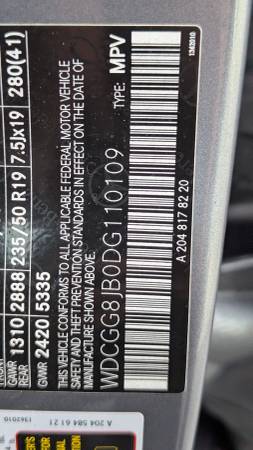 FRONT
GAWR REAR 1310 2888 235/50 R19 7.5Jx19 280(41)
GVWR 2420 5335
THIS VEHICLE CONFORMS TO ALL APPLICABLE FEDERAL MOTOR VEHICLE
SAFETY AND THEFT PREVENTION STANDARDS IN EFFECT ON THE DATE OF
MANUFACTURE SHOWN ABOVE.
WDCGG8JB0DG110109 TYPE: MPV
A 204 817 82 20
1362010
A 204 584 61 21
1362010